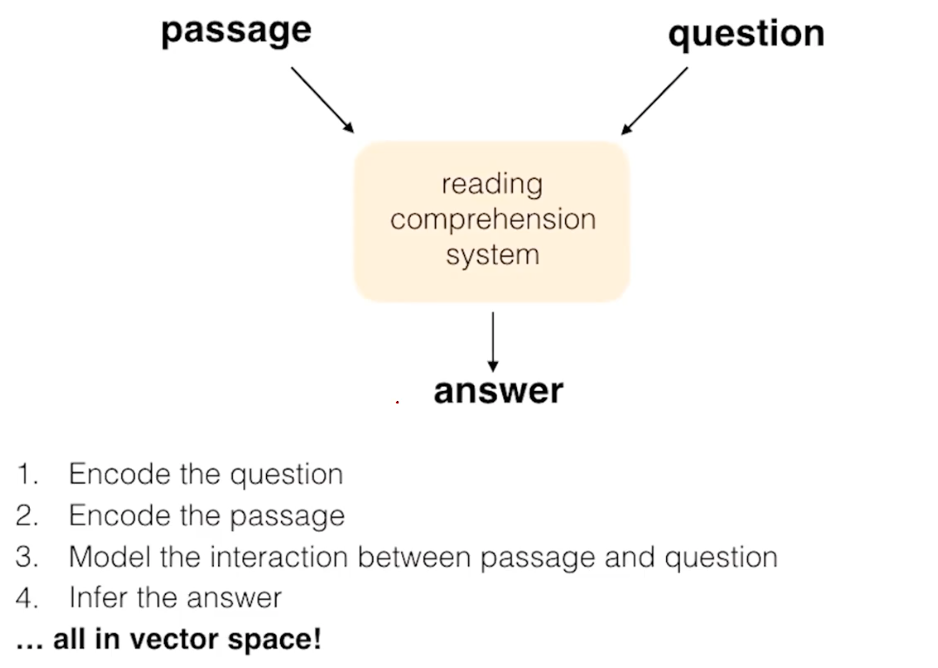 passage
question
reading
comprehension
system
answer
1. Encode the question
2. Encode the passage
3. Model the interaction between passage and question
4. Infer the answer
... all in vector space!